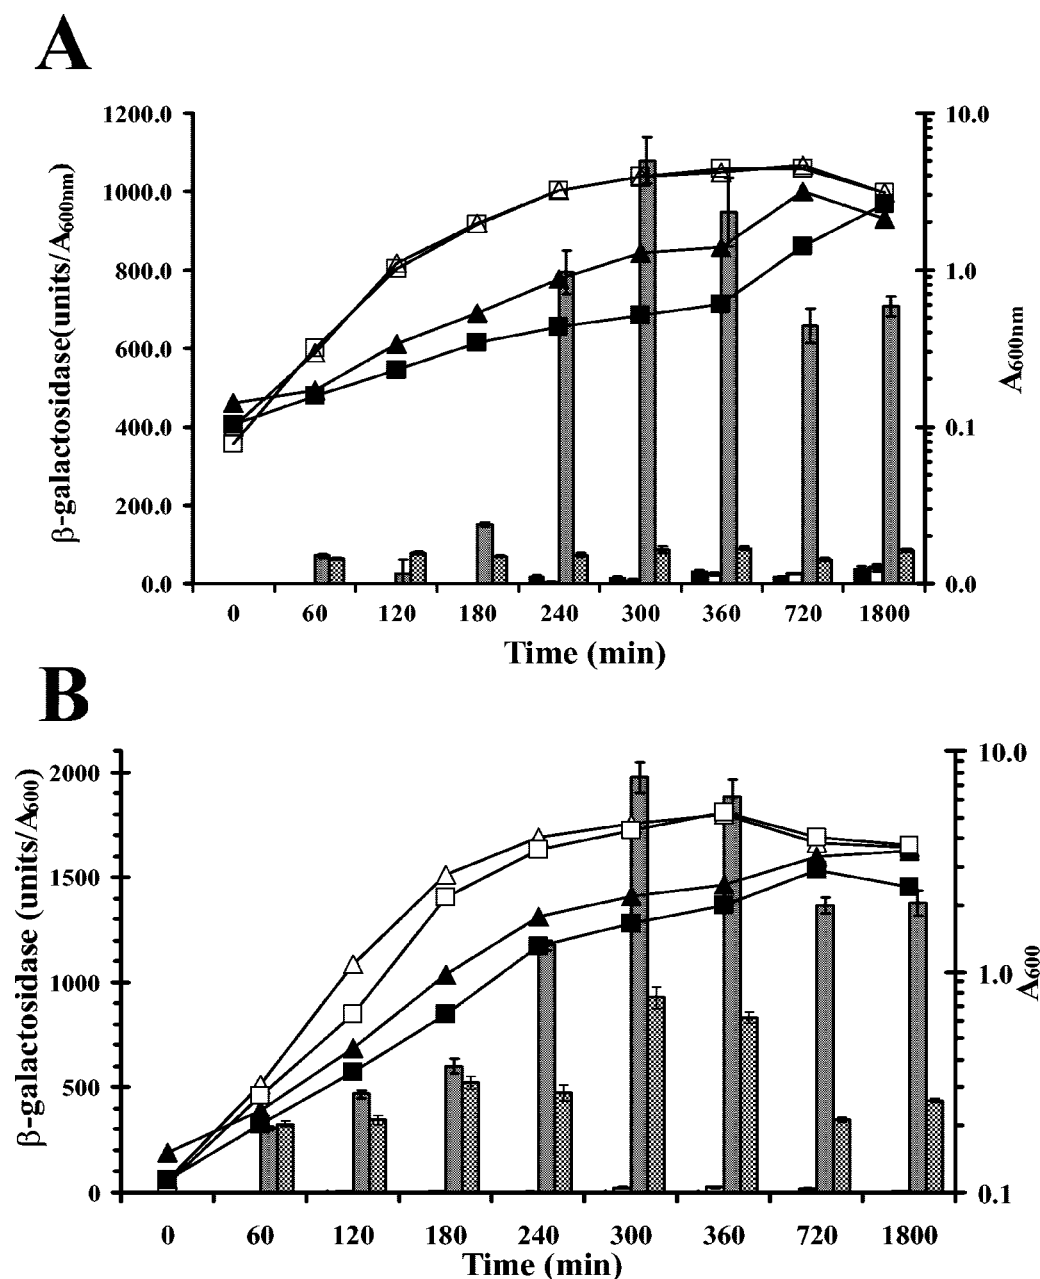 A
1200.0
1000.0
800.0
600.0
400.0
200.0
0.0
β-galactosidase(units/A600nm)
10.0
1.0
0.1
0.0
A600nm
0 60 120 180 240 300 360 720 1800
Time (min)
B
2000
1500
1000
500
0
β-galactosidase (units/A600)
10.0
1.0
0.1
A600
0 60 120 180 240 300 360 720 1800
Time (min)